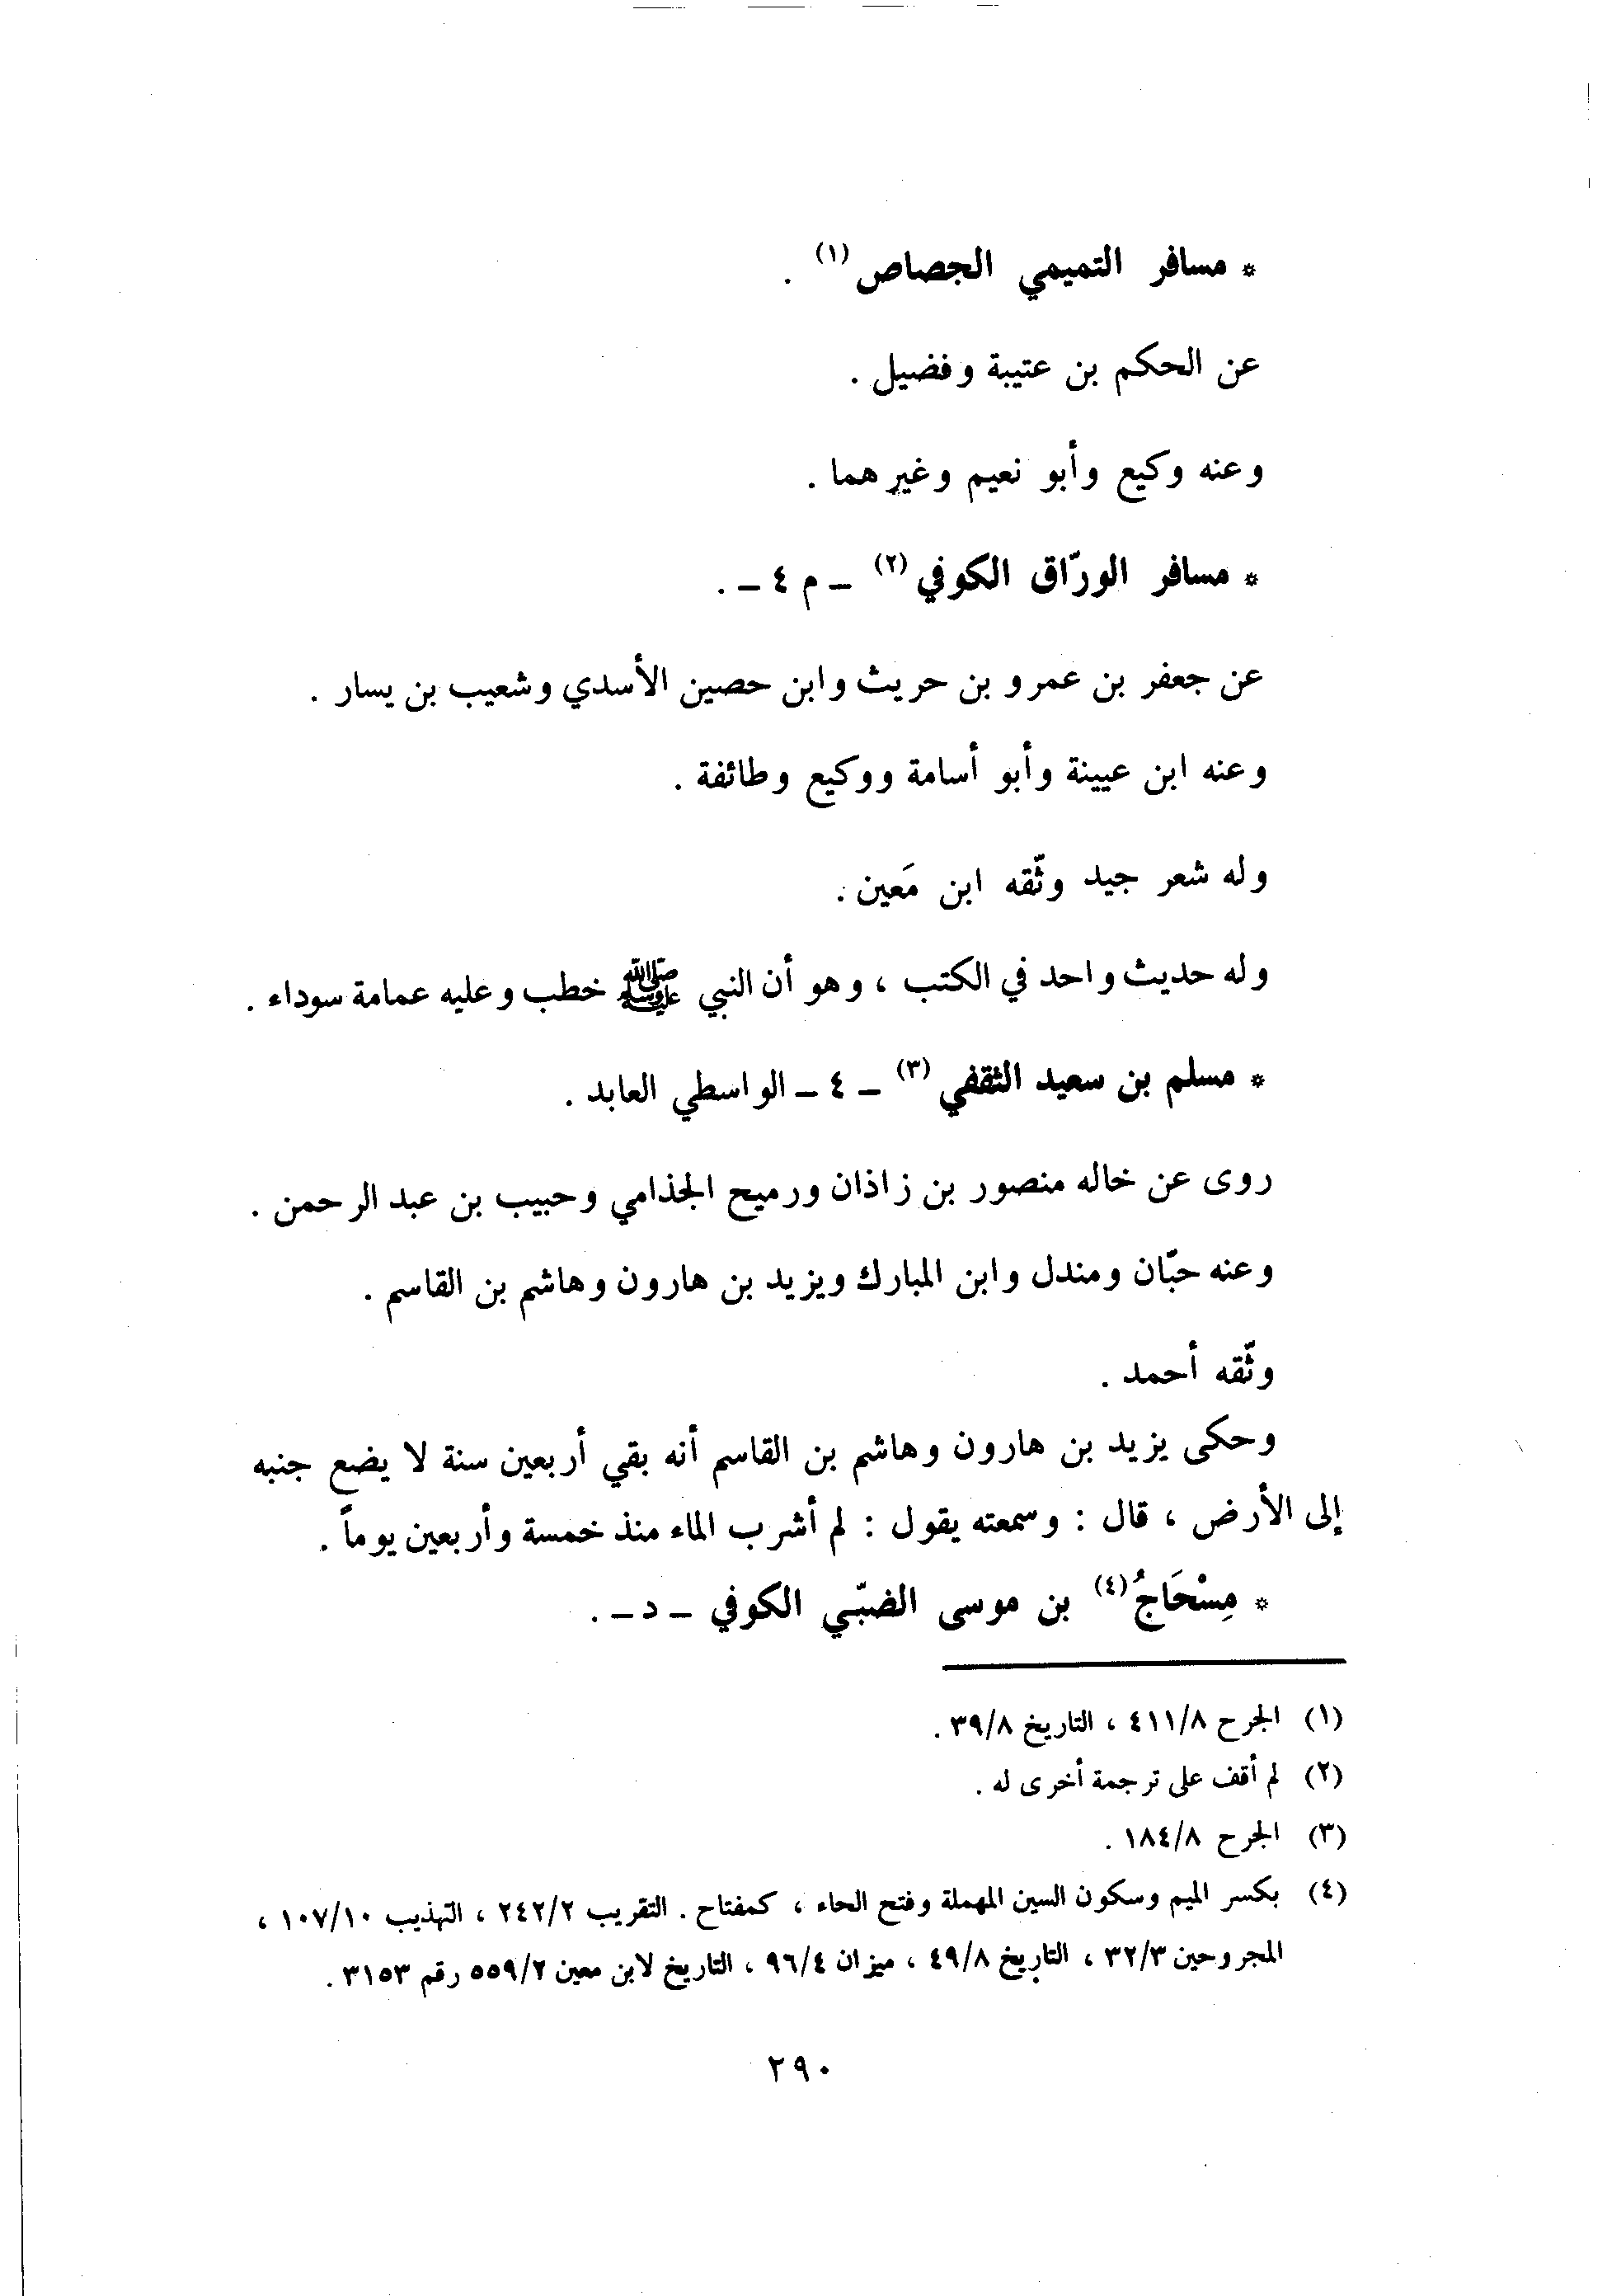 * مسافر التميمي الجصاص (١) .
عن الحكم بن عتيبة وفضيل .
وعنه وكيع وأبو نعيم وغيرهما .
* مسافر الورّاق الكوفي (٢) ــ م ٤ ــ .
عن جعفر بن عمرو بن حريث وابن حصين الأسدي وشعيب بن يسار .
وعنه ابن عيينة وأبو أسامة ووكيع وطائفة .
وله شعر جيد وثّقه ابن مَعين .
وله حديث واحد في الكتب ، وهو أن النبي ﷺ خطب وعليه عمامة سوداء .
* مسلم بن سعيد الثقفي (٣) ــ ٤ ــ الواسطي العابد .
روى عن خاله منصور بن زاذان ورميح الجذامي وحبيب بن عبد الرحمن .
وعنه حبّان ومندل وابن المبارك ويزيد بن هارون وهاشم بن القاسم .
وثّقه أحمد .
وحكى يزيد بن هارون وهاشم بن القاسم أنه بقي أربعين سنة لا يضع جنبه
إلى الأرض ، قال : وسمعته يقول : لم أشرب الماء منذ خمسة وأربعين يوماً .
* مِسْحَاجُ (٤) بن موسى الضبّي الكوفي ــ د ــ .
(١) الجرح ٤١١/٨ ، التاريخ ٣٩/٨ .
(٢) لم أقف على ترجمة أخرى له .
(٣) الجرح ١٨٤/٨ .
(٤) بكسر الميم وسكون السين المهملة وفتح الحاء ، كمفتاح . التقريب ٢٤٢/٢ ، التهذيب ١٠٧/١٠ ،
المجروحين ٣٢/٣ ، التاريخ ٤٩/٨ ، ميزان ٩٦/٤ ، التاريخ لابن معين ٥٥٩/٢ رقم ٣١٥٣ .
٢٩٠